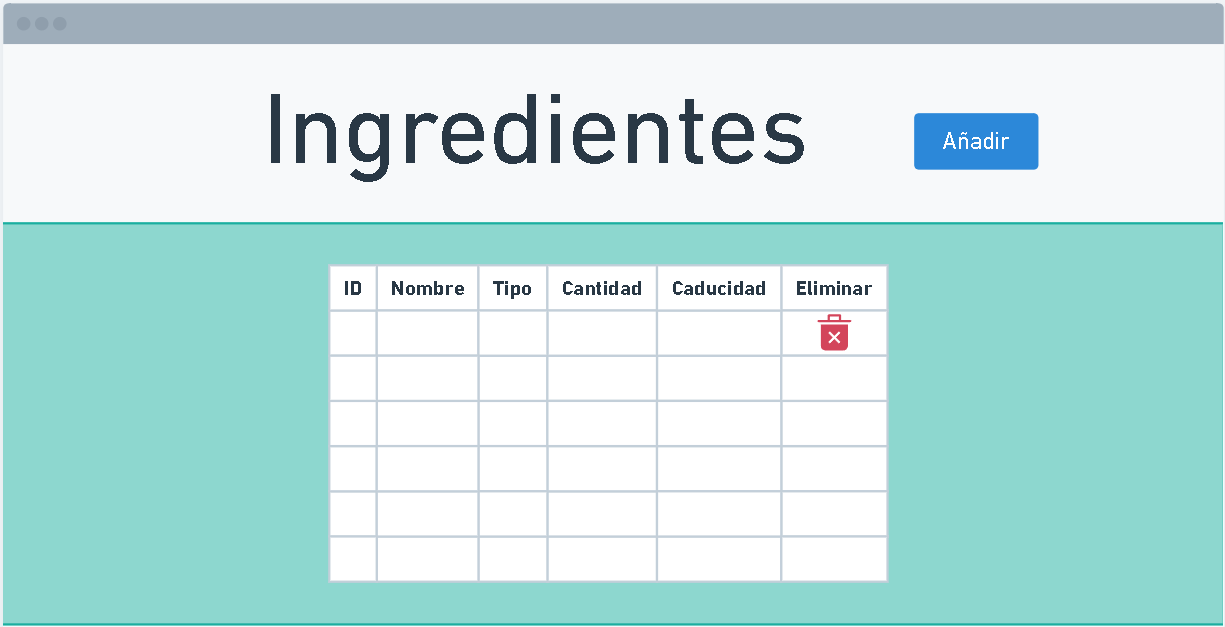 Ingredientes
Añadir
ID Nombre Tipo Cantidad Caducidad Eliminar